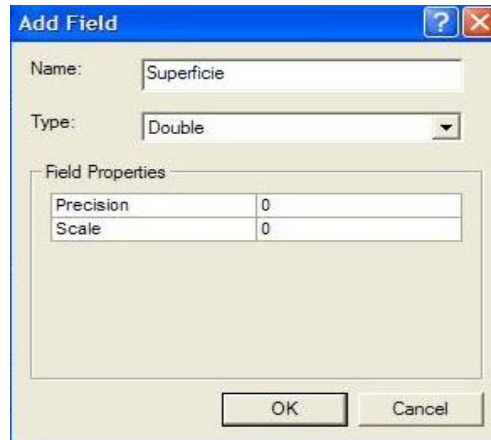 Add Field
Name: Superficie
Type: Double
Field Properties
Precision 0
Scale 0
OK Cancel